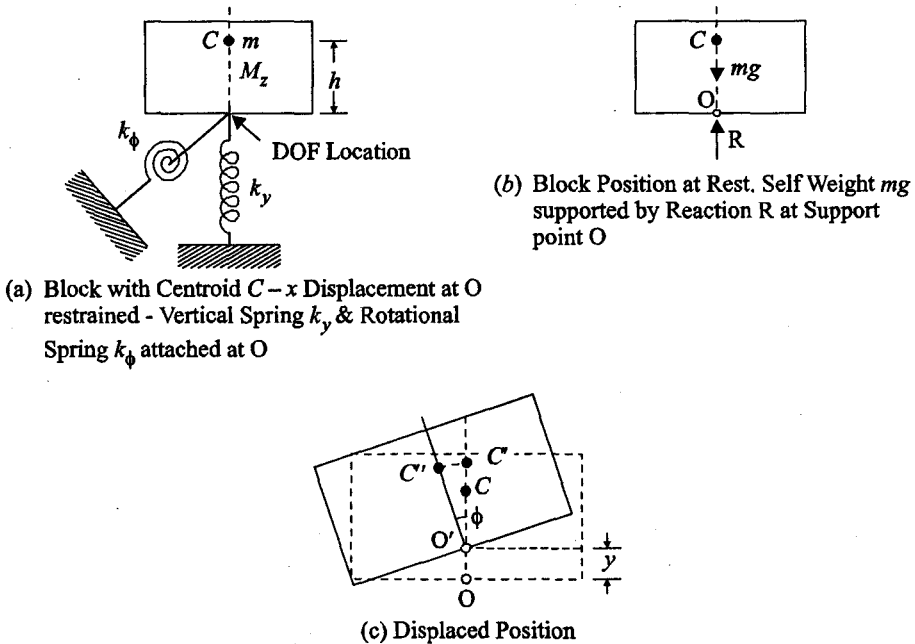 C m
M_z
h
k_ϕ
DOF Location
k_y
(a) Block with Centroid C – x Displacement at O
restrained - Vertical Spring k_y & Rotational
Spring k_ϕ attached at O
C
mg
O
R
(b) Block Position at Rest. Self Weight mg
supported by Reaction R at Support
point O
C'' C'
C
ϕ
O'
y
O
(c) Displaced Position